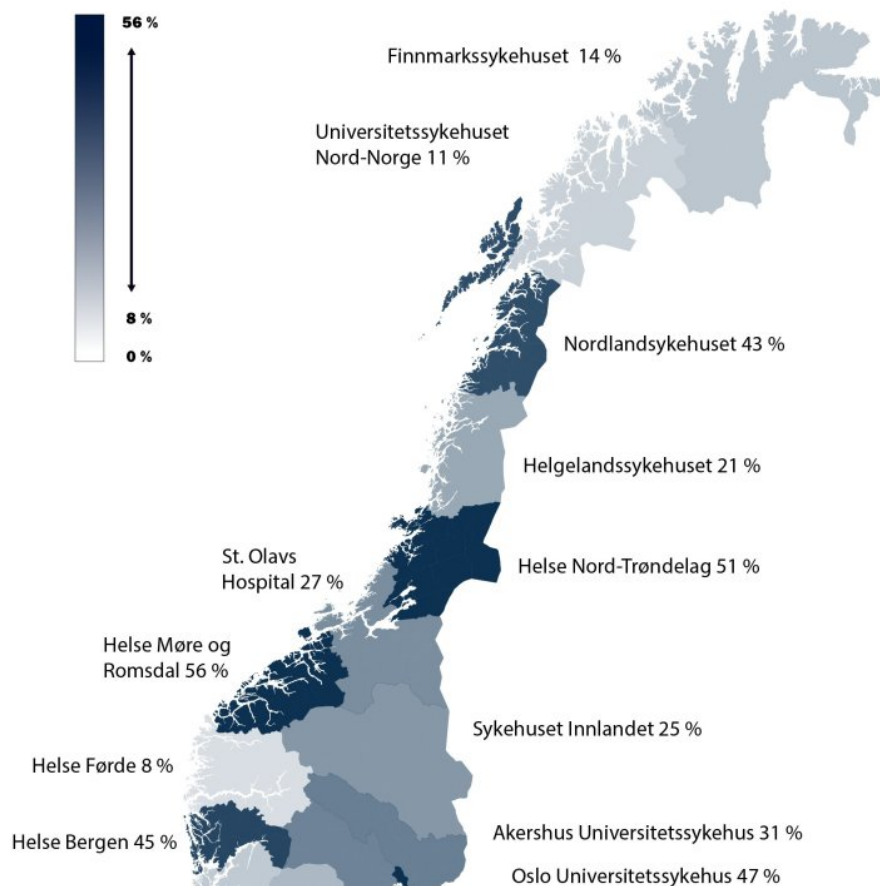 56 %
Finnmarkssykehuset 14 %
Universitetssykehuset
Nord-Norge 11 %
8 %
0 %
Nordlandsykehuset 43 %
Helgelandssykehuset 21 %
St. Olavs
Hospital 27 %
Helse Nord-Trøndelag 51 %
Helse Møre og
Romsdal 56 %
Sykehuset Innlandet 25 %
Helse Førde 8 %
Helse Bergen 45 %
Akershus Universitetssykehus 31 %
Oslo Universitetssykehus 47 %